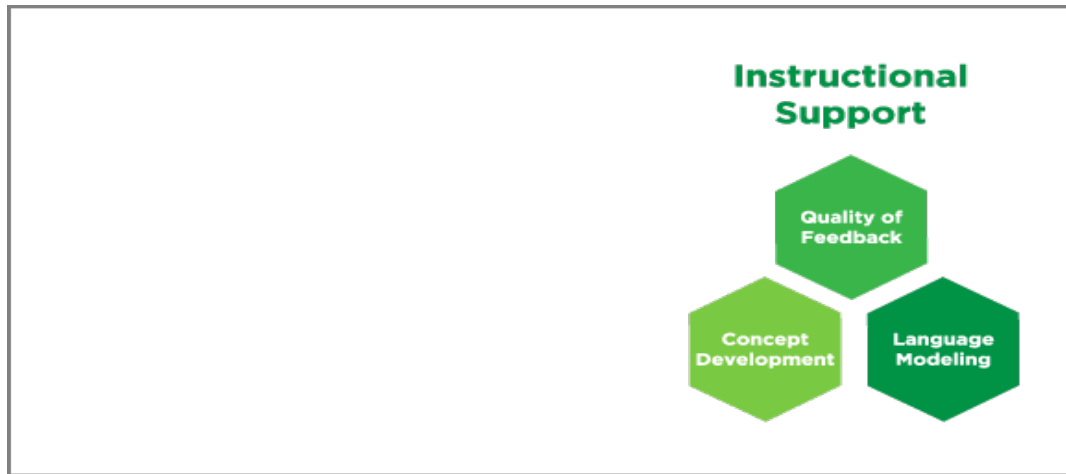 Instructional
Support
Quality of
Feedback
Concept
Development
Language
Modeling